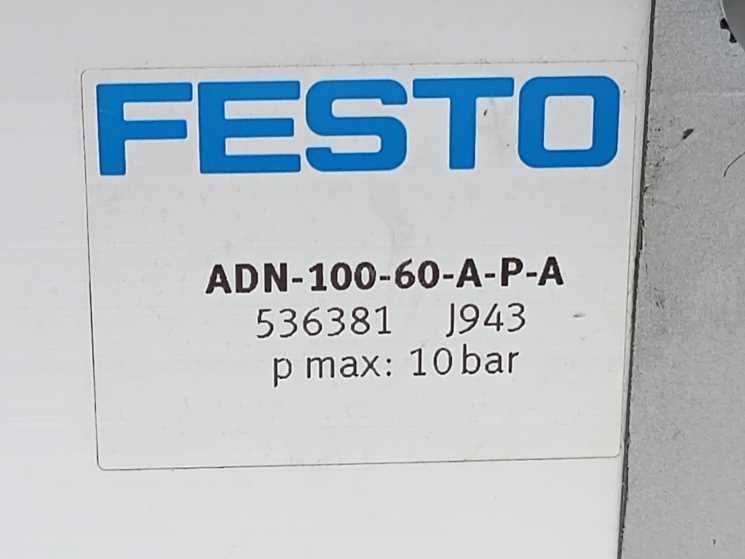 FESTO
ADN-100-60-A-P-A
536381 J943
p max: 10 bar